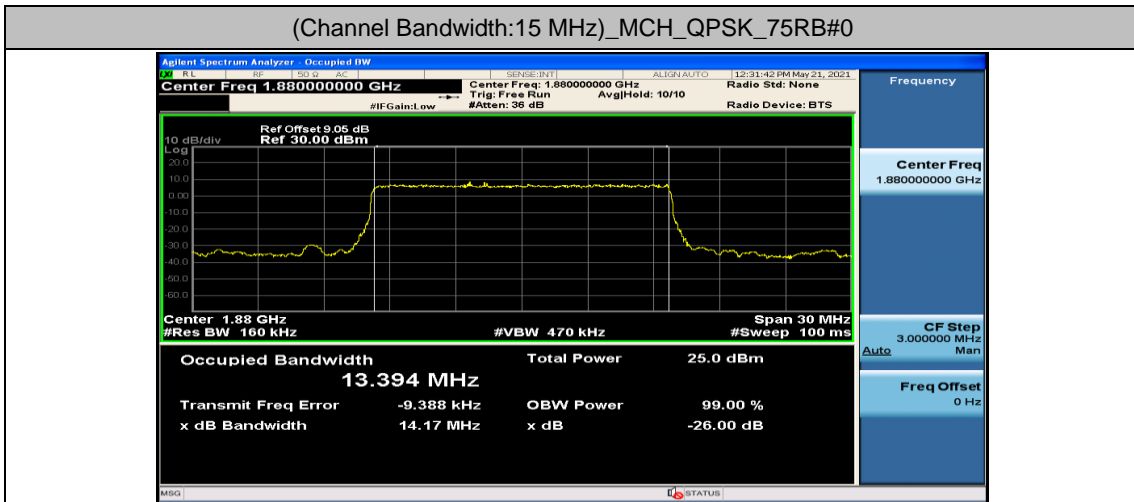 (Channel Bandwidth:15 MHz)_MCH_QPSK_75RB#0
Agilent Spectrum Analyzer - Occupied BW
LXI RL RF 50 Ω AC SENSE:INT ALIGN AUTO 12:31:42 PM May 21, 2021
Center Freq 1.880000000 GHz
Center Freq: 1.880000000 GHz Radio Std: None
Trig: Free Run Avg|Hold: 10/10
#IFGain:Low #Atten: 36 dB Radio Device: BTS
Frequency
Ref Offset 9.05 dB
10 dB/div Ref 30.00 dBm
Log
20.0
10.0
0.00
-10.0
-20.0
-30.0
-40.0
-50.0
-60.0
Center 1.88 GHz Span 30 MHz
#Res BW 160 kHz #VBW 470 kHz #Sweep 100 ms
Center Freq
1.880000000 GHz
CF Step
3.000000 MHz
Auto Man
Freq Offset
0 Hz
Occupied Bandwidth Total Power 25.0 dBm
13.394 MHz
Transmit Freq Error -9.388 kHz OBW Power 99.00 %
x dB Bandwidth 14.17 MHz x dB -26.00 dB
MSG STATUS